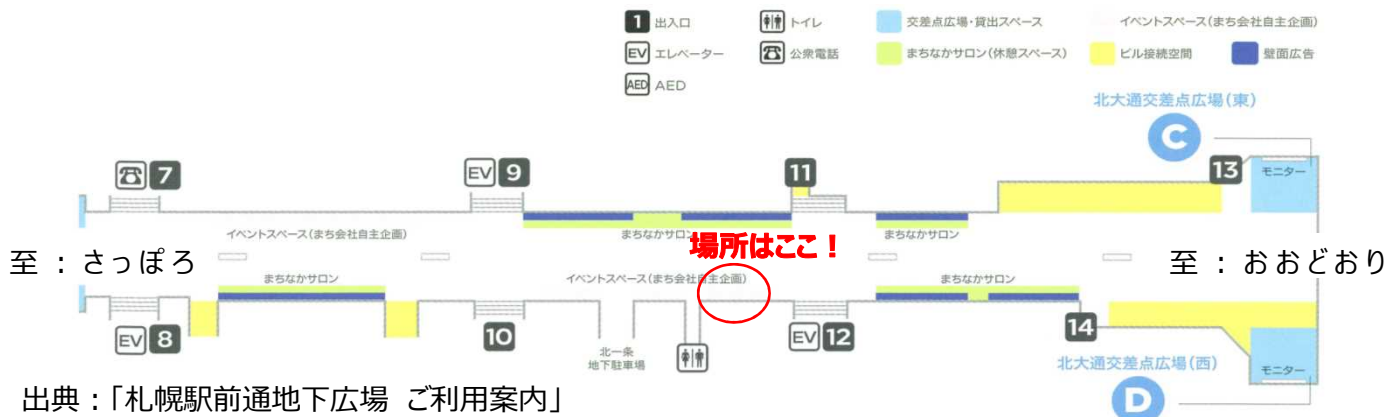 1 出入口
トイレ
交差点広場・貸出スペース
イベントスペース(まち会社自主企画)
EV エレベーター
公衆電話
まちなかサロン(休憩スペース)
ビル接続空間
壁面広告
AED AED
北大通交差点広場(東)
C
7
EV 9
11
13
モニター
イベントスペース(まち会社自主企画)
まちなかサロン
場所はここ！
まちなかサロン
至 : さっぽろ
至 : おおどおり
まちなかサロン
イベントスペース(まち会社自主企画)
まちなかサロン
EV 8
10
北一条
地下駐車場
EV 12
14
北大通交差点広場(西)
モニター
D
出典 : 「札幌駅前通地下広場 ご利用案内」